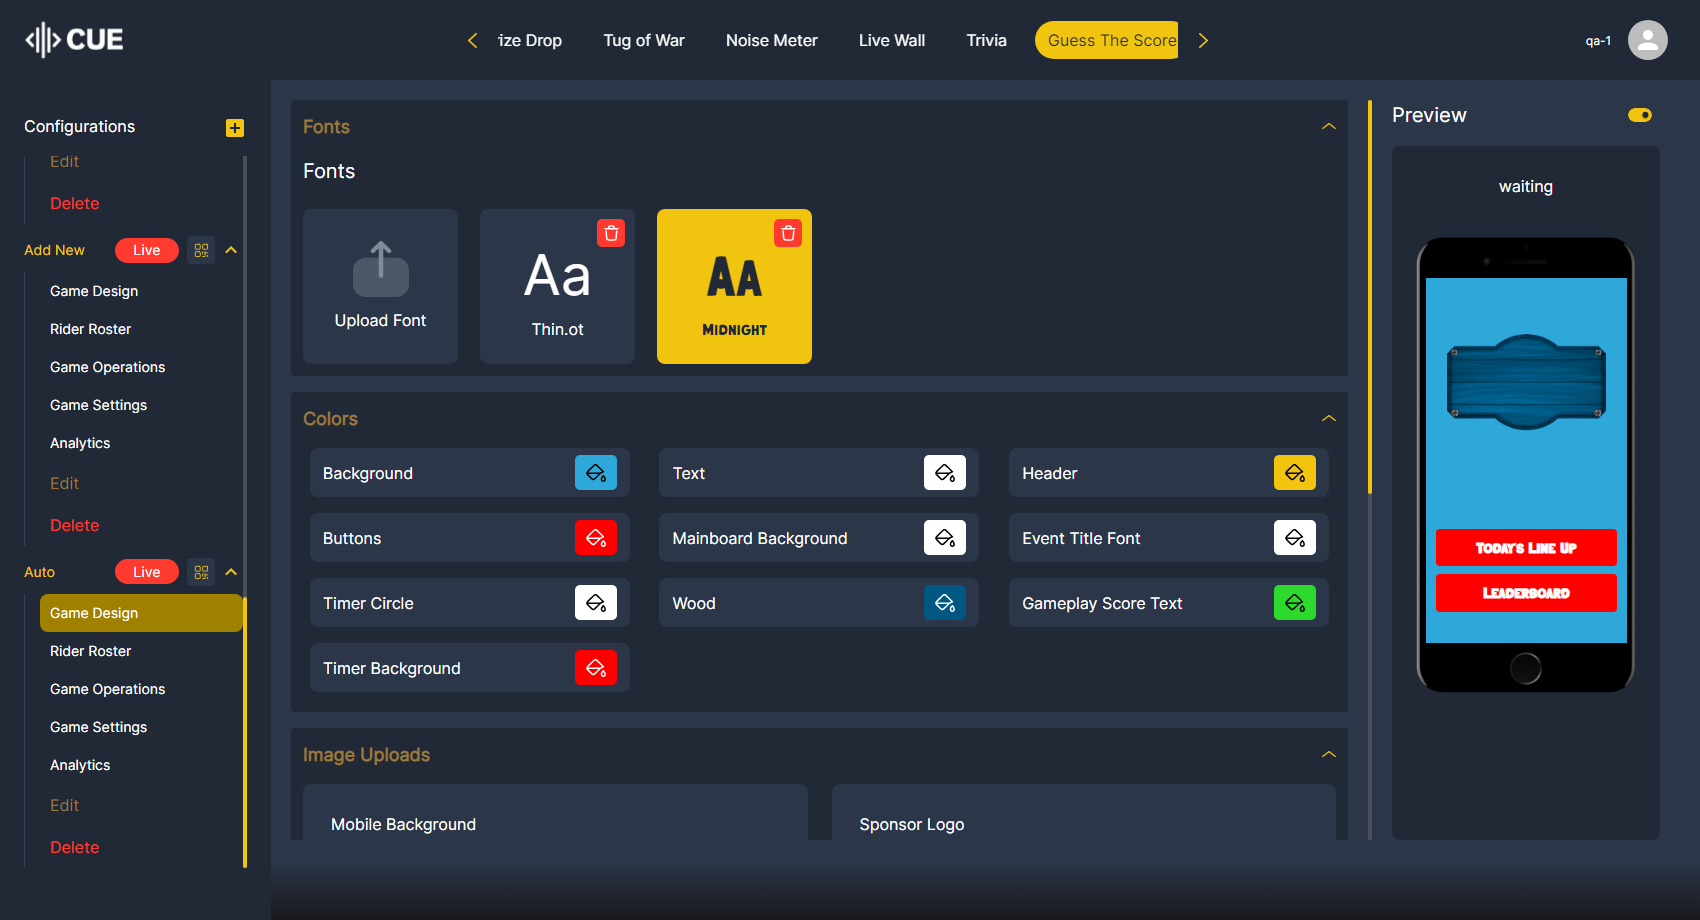 CUE
ize Drop
Tug of War
Noise Meter
Live Wall
Trivia
Guess The Score
qa-1
Configurations
Edit
Delete
Add New
Live
Game Design
Rider Roster
Game Operations
Game Settings
Analytics
Edit
Delete
Auto
Live
Game Design
Rider Roster
Game Operations
Game Settings
Analytics
Edit
Delete
Fonts
Fonts
Upload Font
Aa
Thin.ot
AA
MIDNIGHT
Colors
Background
Text
Header
Buttons
Mainboard Background
Event Title Font
Timer Circle
Wood
Gameplay Score Text
Timer Background
Image Uploads
Mobile Background
Sponsor Logo
Preview
waiting
TODAY'S LINE UP
LEADERBOARD